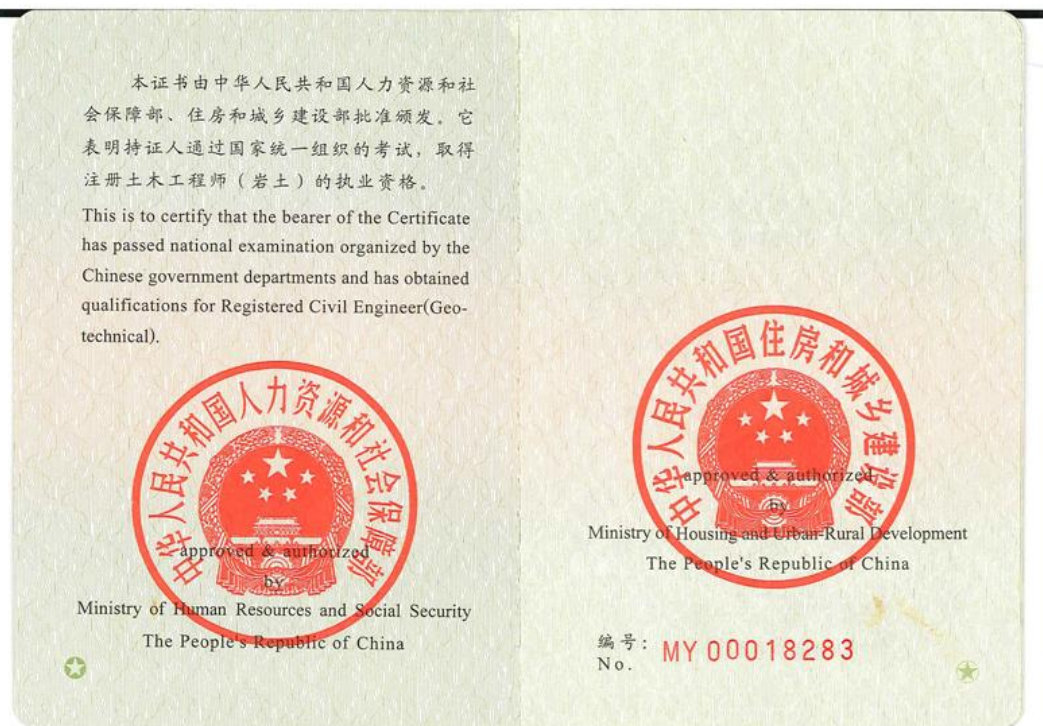 本证书由中华人民共和国人力资源和社
会保障部、住房和城乡建设部批准颁发。它
表明持证人通过国家统一组织的考试，取得
注册土木工程师（岩土）的执业资格。
This is to certify that the bearer of the Certificate
has passed national examination organized by the
Chinese government departments and has obtained
qualifications for Registered Civil Engineer(Geo-
technical).
中华人民共和国人力资源和社会保障部
approved & authorized
by
Ministry of Human Resources and Social Security
The People's Republic of China
中华人民共和国住房和城乡建设部
approved & authorized
by
Ministry of Housing and Urban-Rural Development
The People's Republic of China
编号: MY 00018283
No.